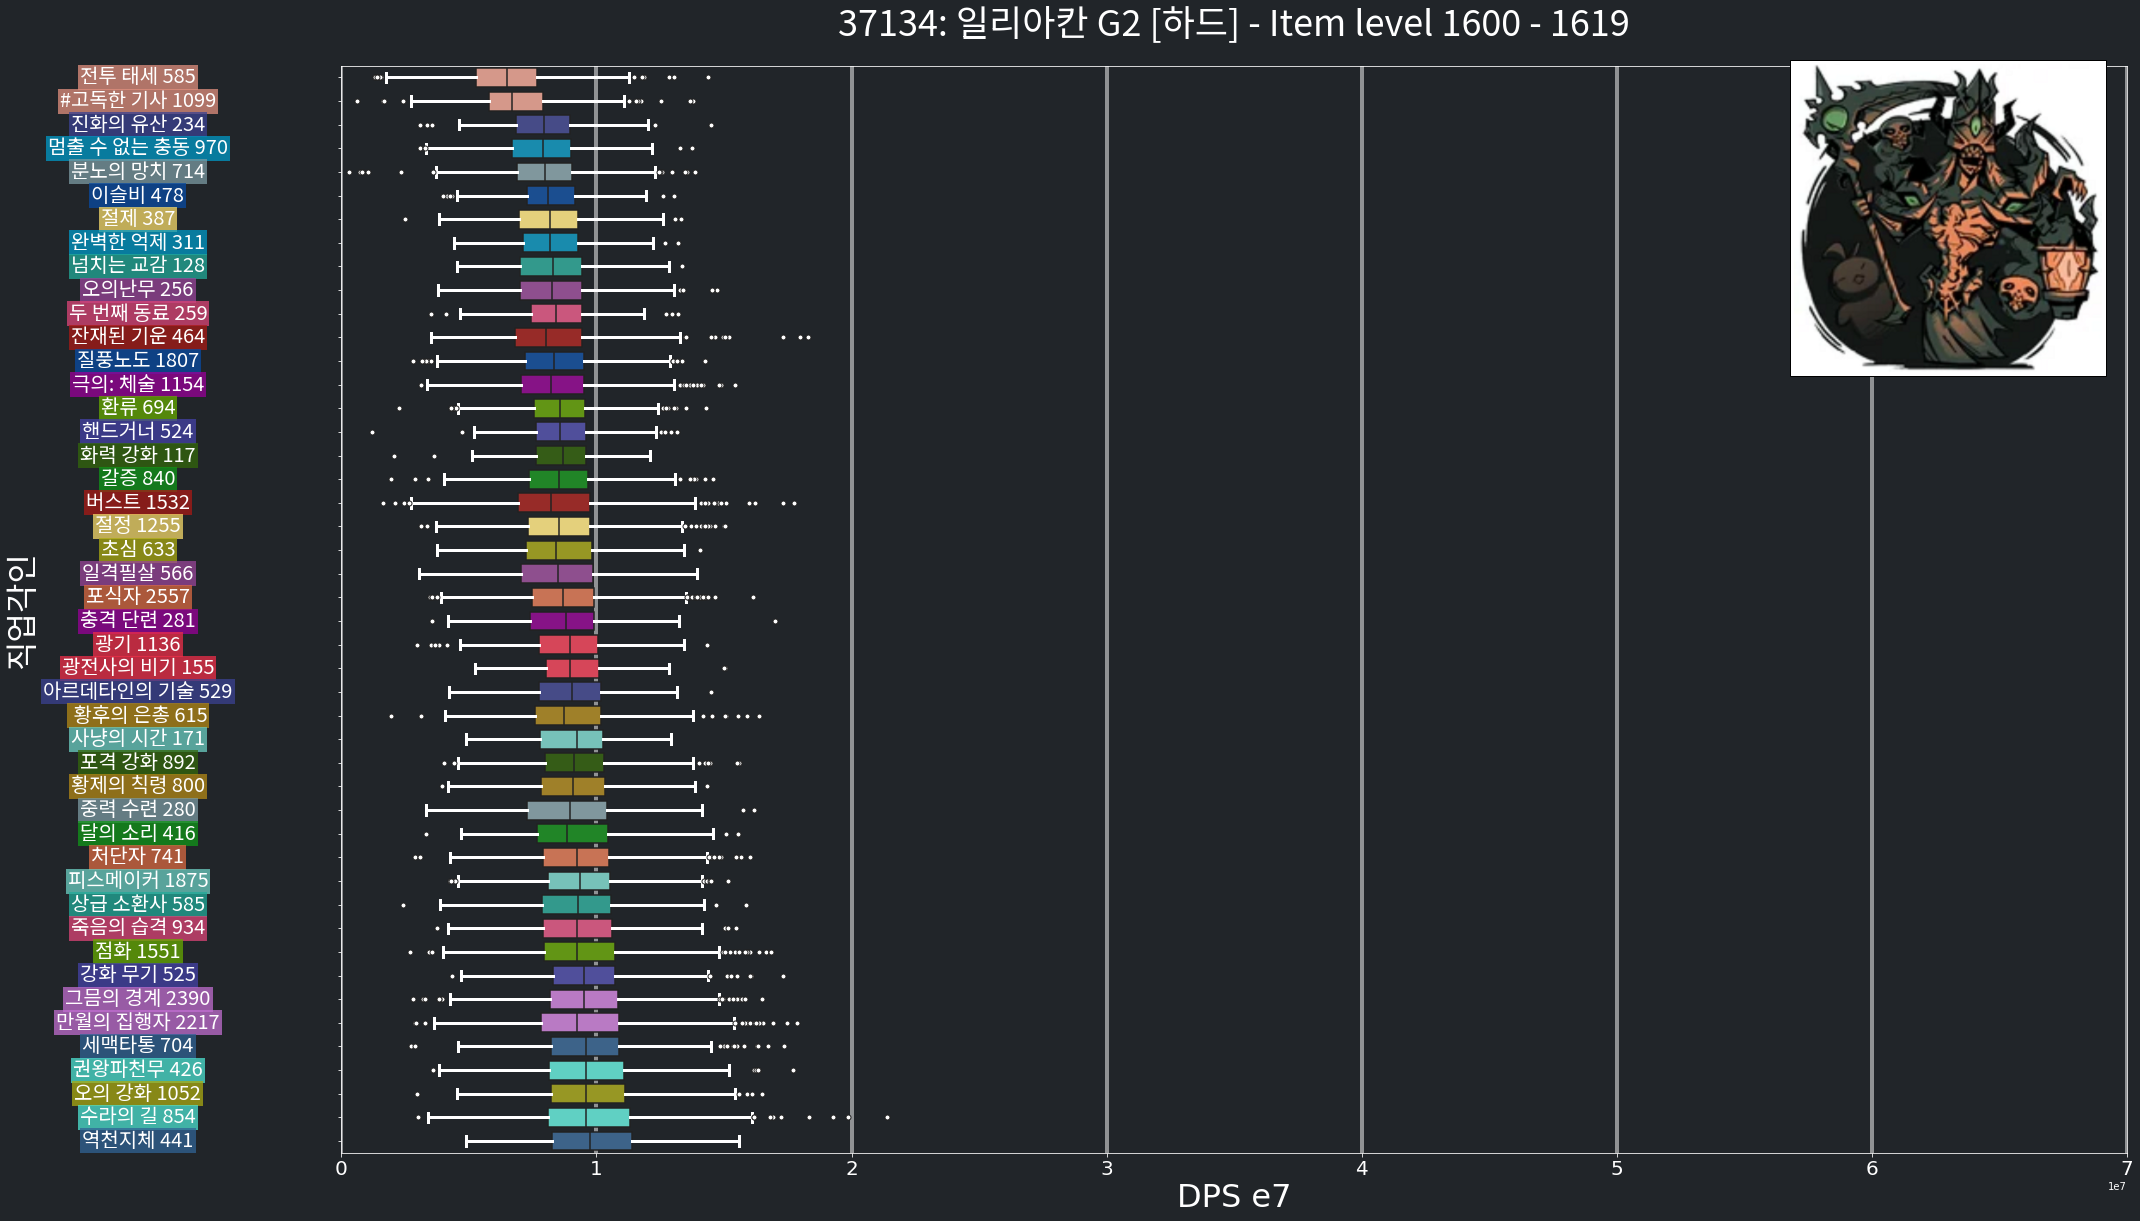 37134: 일리아칸 G2 [하드] - Item level 1600 - 1619
직업각인
전투 태세 585
#고독한 기사 1099
진화의 유산 234
멈출 수 없는 충동 970
분노의 망치 714
이슬비 478
절제 387
완벽한 억제 311
넘치는 교감 128
오의난무 256
두 번째 동료 259
잔재된 기운 464
질풍노도 1807
극의: 체술 1154
환류 694
핸드거너 524
화력 강화 117
갈증 840
버스트 1532
절정 1255
초심 633
일격필살 566
포식자 2557
충격 단련 281
광기 1136
광전사의 비기 155
아르데타인의 기술 529
황후의 은총 615
사냥의 시간 171
포격 강화 892
황제의 칙령 800
중력 수련 280
달의 소리 416
처단자 741
피스메이커 1875
상급 소환사 585
죽음의 습격 934
점화 1551
강화 무기 525
그믐의 경계 2390
만월의 집행자 2217
세맥타통 704
권왕파천무 426
오의 강화 1052
수라의 길 854
역천지체 441
0 1 2 3 4 5 6 7
1e7
DPS e7